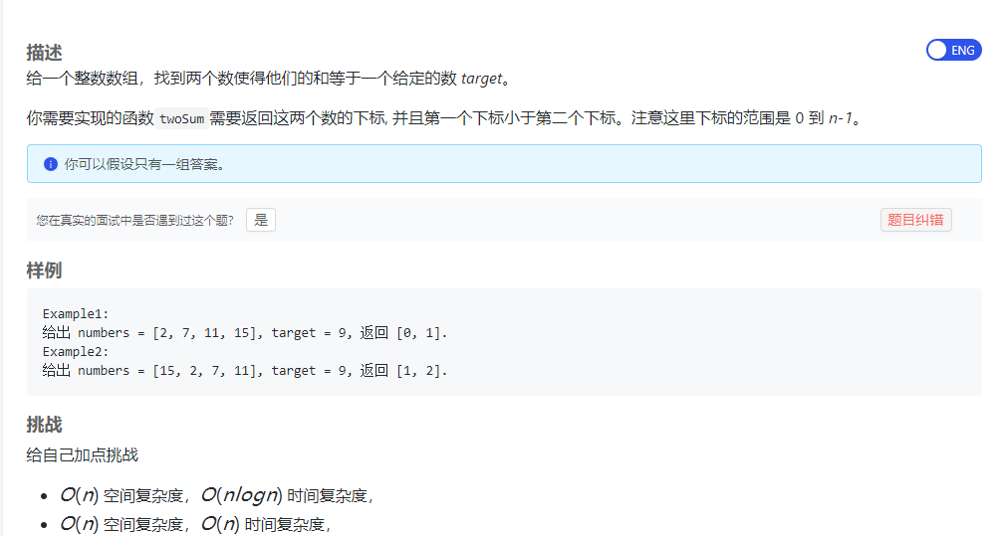 描述
ENG
给一个整数数组，找到两个数使得他们的和等于一个给定的数 target。
你需要实现的函数twoSum需要返回这两个数的下标, 并且第一个下标小于第二个下标。注意这里下标的范围是 0 到 n-1。
你可以假设只有一组答案。
您在真实的面试中是否遇到过这个题？ 是
题目纠错
样例
Example1:
给出 numbers = [2, 7, 11, 15], target = 9, 返回 [0, 1].
Example2:
给出 numbers = [15, 2, 7, 11], target = 9, 返回 [1, 2].
挑战
给自己加点挑战
• O(n) 空间复杂度，O(nlogn) 时间复杂度，
• O(n) 空间复杂度，O(n) 时间复杂度，